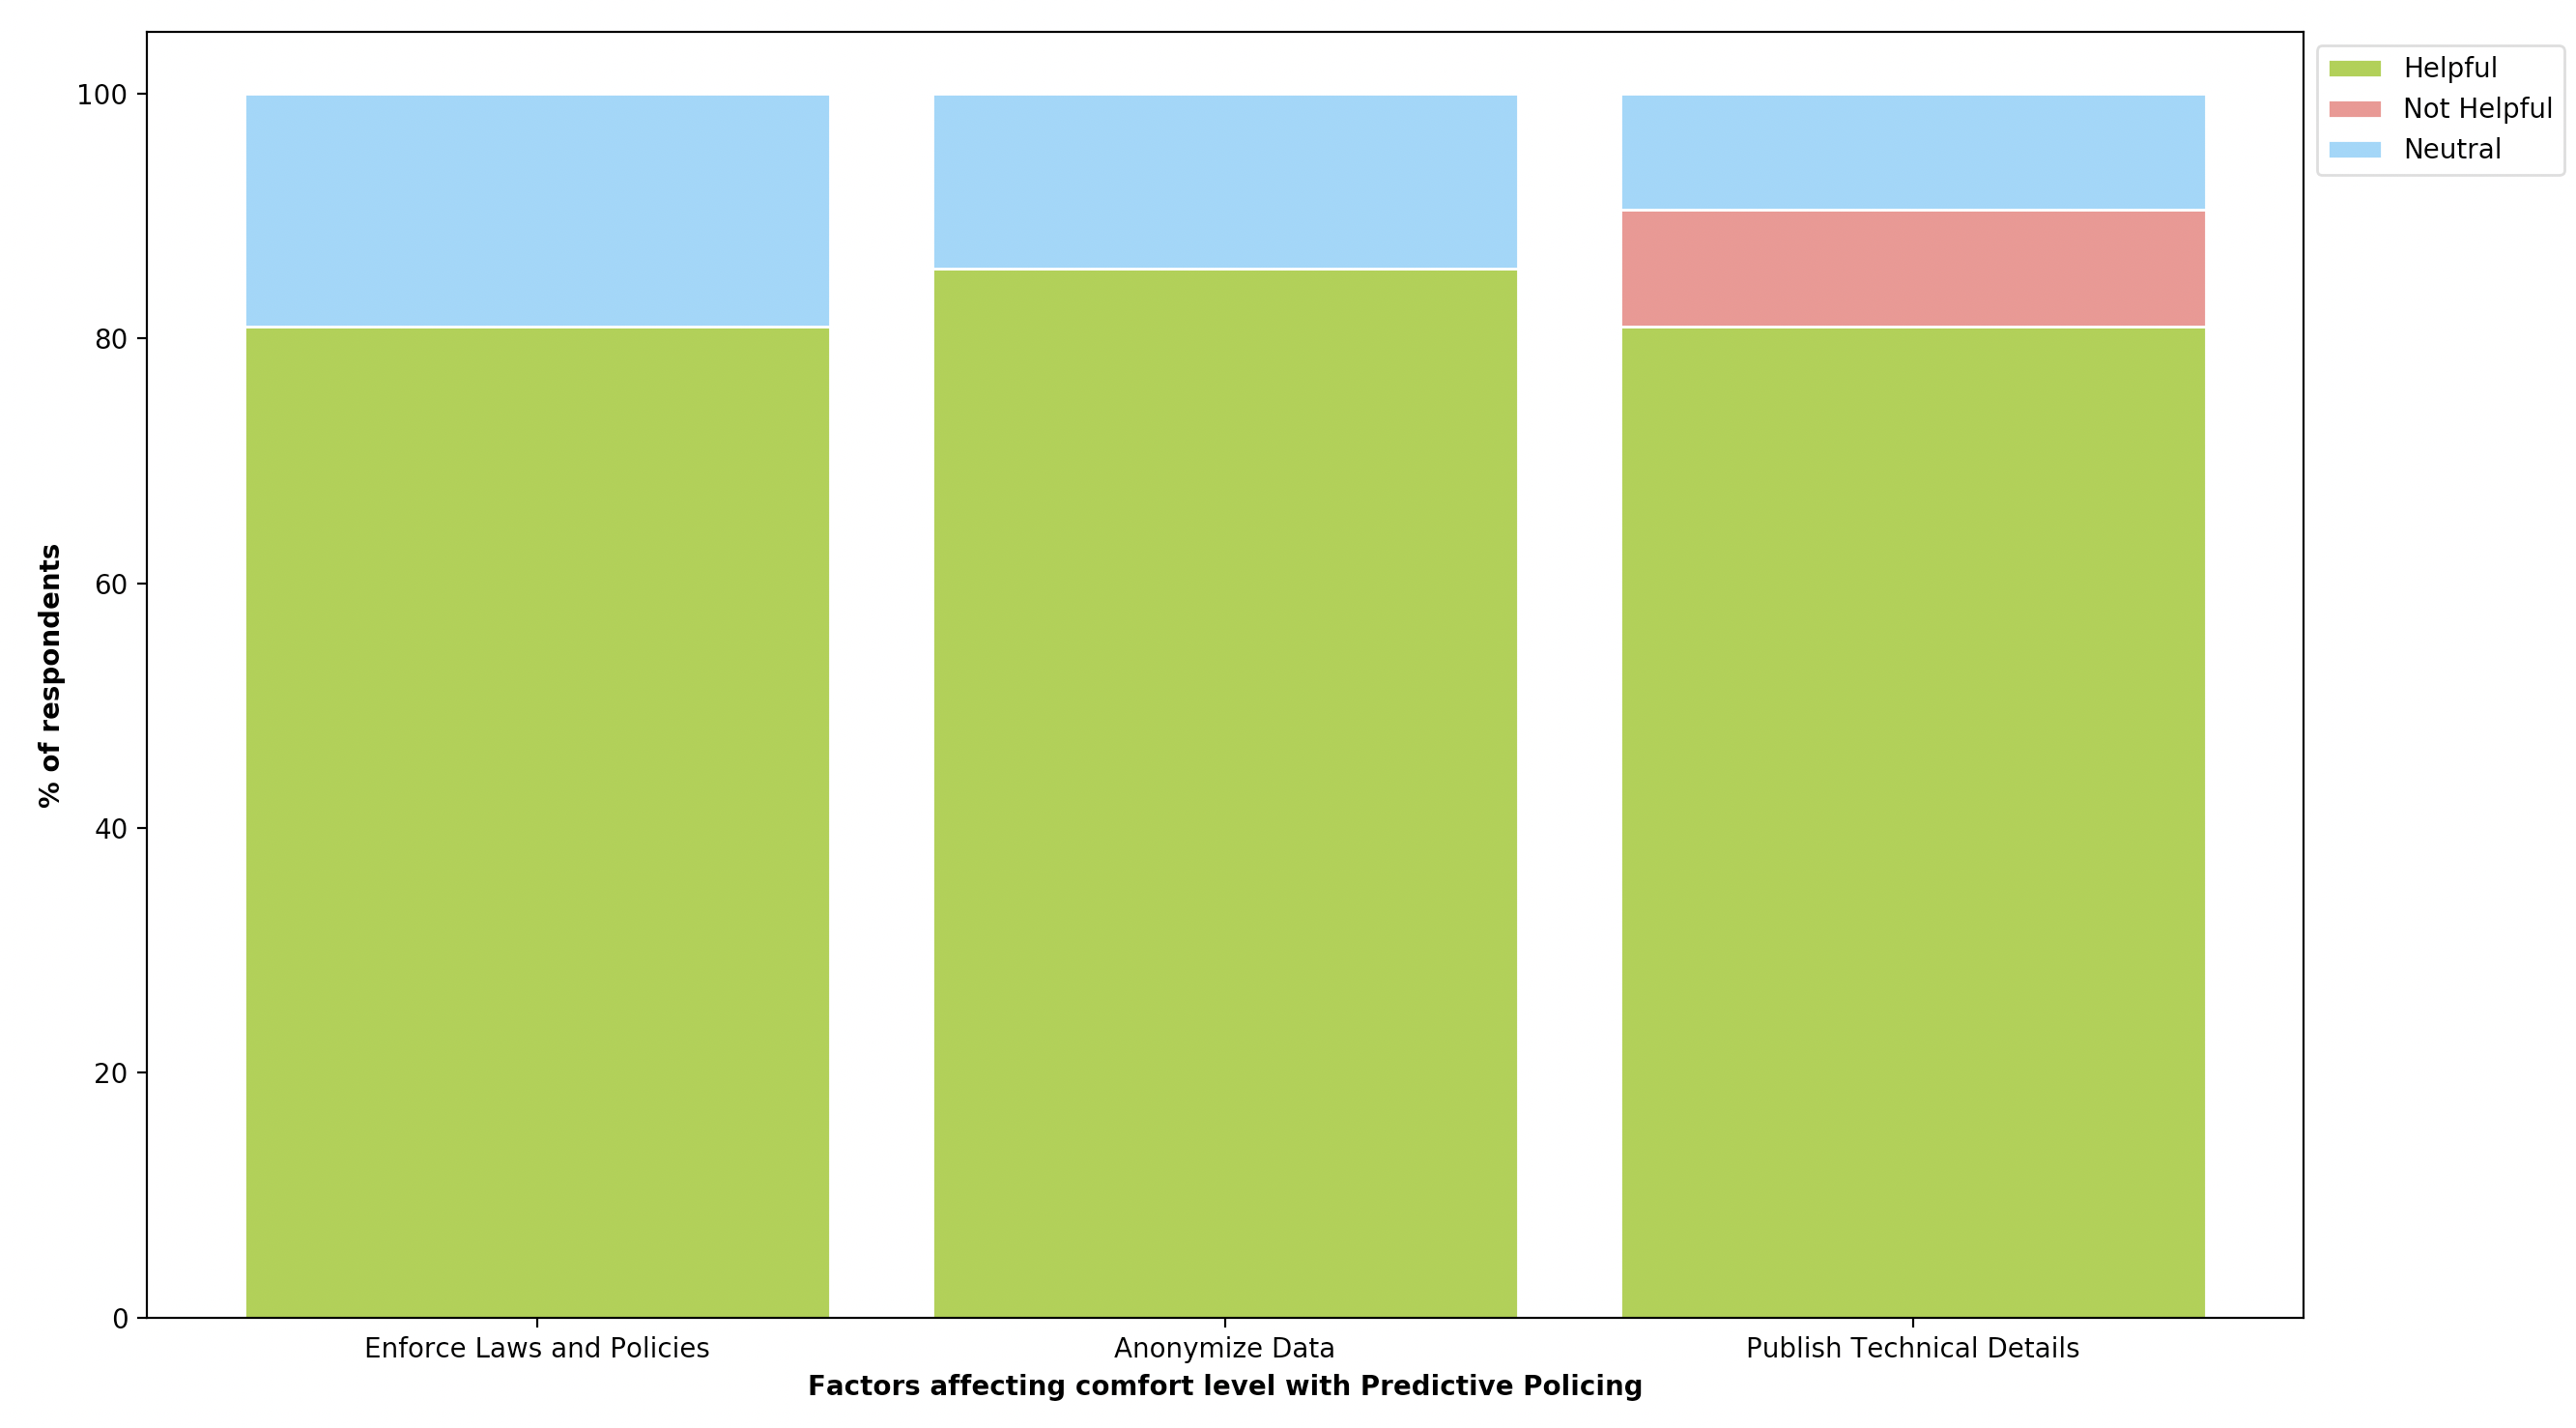 Helpful
Not Helpful
Neutral
100
80
60
40
20
0
% of respondents
Enforce Laws and Policies
Anonymize Data
Publish Technical Details
Factors affecting comfort level with Predictive Policing